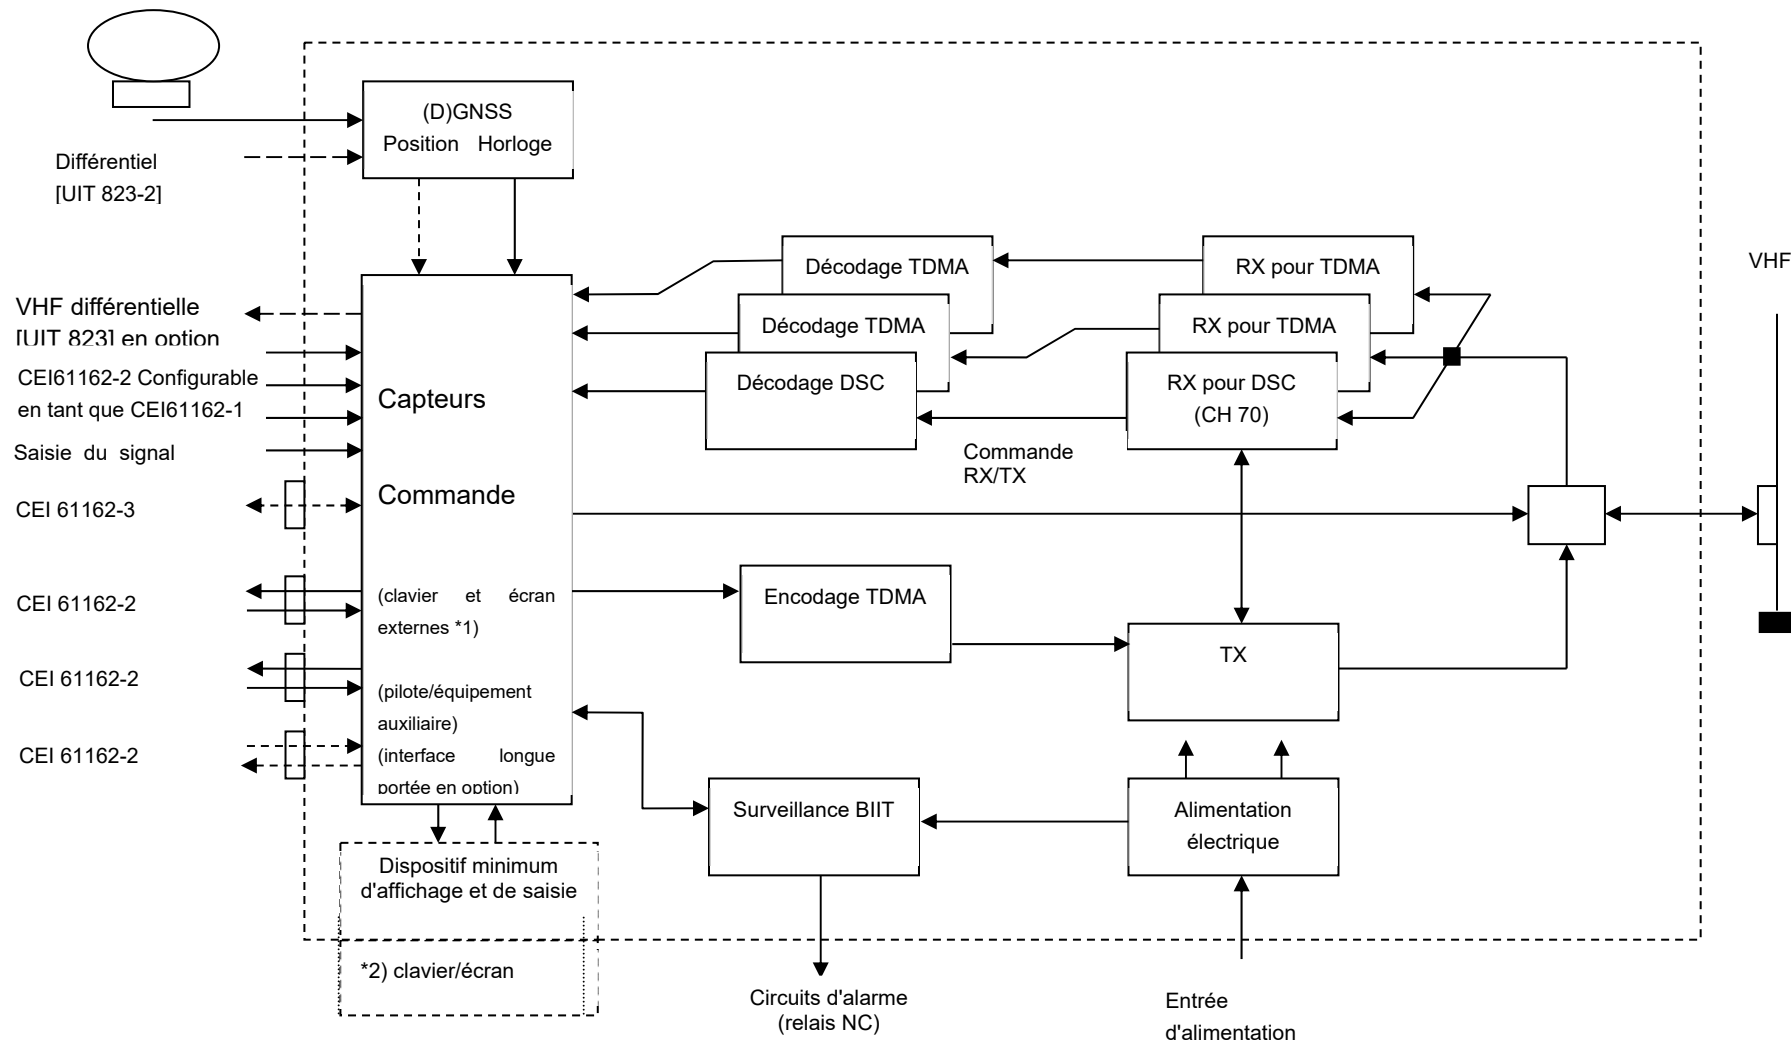 (D)GNSS
Position Horloge
Différentiel
[UIT 823-2]
VHF
Décodage TDMA
RX pour TDMA
VHF différentielle
[UIT 823] en option
Décodage TDMA
RX pour TDMA
CEI61162-2 Configurable
en tant que CEI61162-1
Capteurs
Décodage DSC
RX pour DSC
(CH 70)
Saisie du signal
Commande
RX/TX
CEI 61162-3
Commande
CEI 61162-2
(clavier et écran
externes *1)
Encodage TDMA
TX
CEI 61162-2
(pilote/équipement
auxiliaire)
CEI 61162-2
(interface longue
portée en option)
Surveillance BIIT
Alimentation
électrique
Dispositif minimum
d'affichage et de saisie
*2) clavier/écran
Circuits d'alarme
(relais NC)
Entrée
d'alimentation